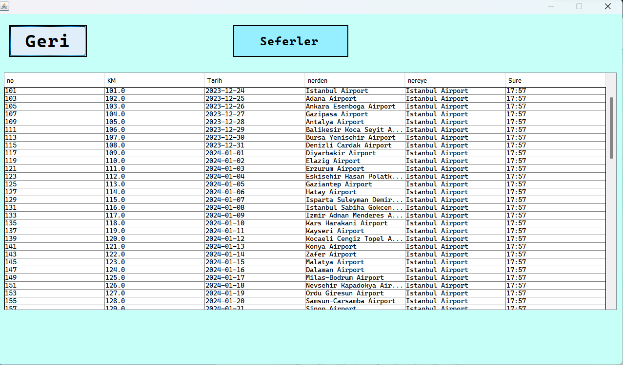 Geri
Seferler
no KM Tarih nerden nereye Sure
101 101.0 2023-12-24 Istanbul Airport Istanbul Airport 17:57
103 102.0 2023-12-25 Adana Airport Istanbul Airport 17:57
105 103.0 2023-12-26 Ankara Esenboga Airport Istanbul Airport 17:57
107 104.0 2023-12-27 Gazipasa Airport Istanbul Airport 17:57
109 105.0 2023-12-28 Antalya Airport Istanbul Airport 17:57
111 106.0 2023-12-29 Balikesir Koca Seyit A... Istanbul Airport 17:57
113 107.0 2023-12-30 Bursa Yenisehir Airport Istanbul Airport 17:57
115 108.0 2023-12-31 Denizli Cardak Airport Istanbul Airport 17:57
117 109.0 2024-01-01 Diyarbakir Airport Istanbul Airport 17:57
119 110.0 2024-01-02 Elazig Airport Istanbul Airport 17:57
121 111.0 2024-01-03 Erzurum Airport Istanbul Airport 17:57
123 112.0 2024-01-04 Eskisehir Hasan Polatk... Istanbul Airport 17:57
125 113.0 2024-01-05 Gaziantep Airport Istanbul Airport 17:57
127 114.0 2024-01-06 Hatay Airport Istanbul Airport 17:57
129 115.0 2024-01-07 Isparta Suleyman Demir... Istanbul Airport 17:57
131 116.0 2024-01-08 Istanbul Sabiha Gokcen... Istanbul Airport 17:57
133 117.0 2024-01-09 Izmir Adnan Menderes A... Istanbul Airport 17:57
135 118.0 2024-01-10 Kars Harakani Airport Istanbul Airport 17:57
137 119.0 2024-01-11 Kayseri Airport Istanbul Airport 17:57
139 120.0 2024-01-12 Kocaeli Cengiz Topel A... Istanbul Airport 17:57
141 121.0 2024-01-13 Konya Airport Istanbul Airport 17:57
143 122.0 2024-01-14 Zafer Airport Istanbul Airport 17:57
145 123.0 2024-01-15 Malatya Airport Istanbul Airport 17:57
147 124.0 2024-01-16 Dalaman Airport Istanbul Airport 17:57
149 125.0 2024-01-17 Milas-Bodrum Airport Istanbul Airport 17:57
151 126.0 2024-01-18 Nevsehir Kapadokya Air... Istanbul Airport 17:57
153 127.0 2024-01-19 Ordu Giresun Airport Istanbul Airport 17:57
155 128.0 2024-01-20 Samsun-Carsamba Airport Istanbul Airport 17:57
157 129.0 2024-01-21 Sinop Airport Istanbul Airport 17:57